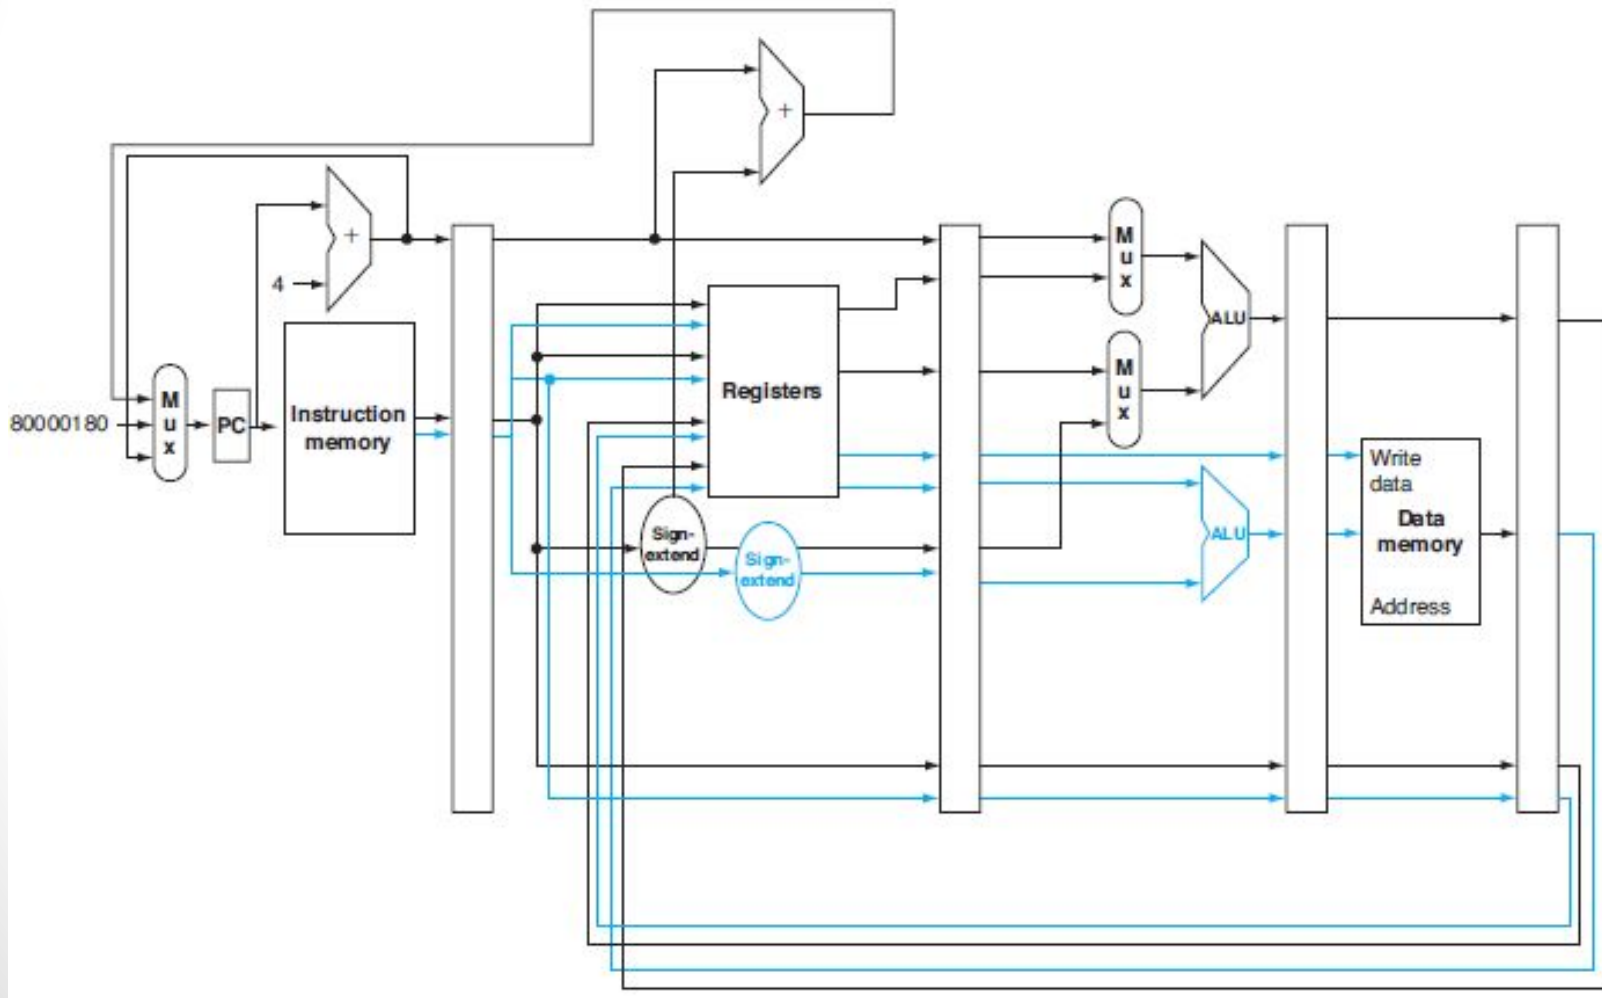 +
+
4
M
u
x
80000180
M
u
x
PC
Instruction
memory
Registers
ALU
M
u
x
Sign-
extend
Sign-
extend
ALU
Write
data
Data
memory
Address